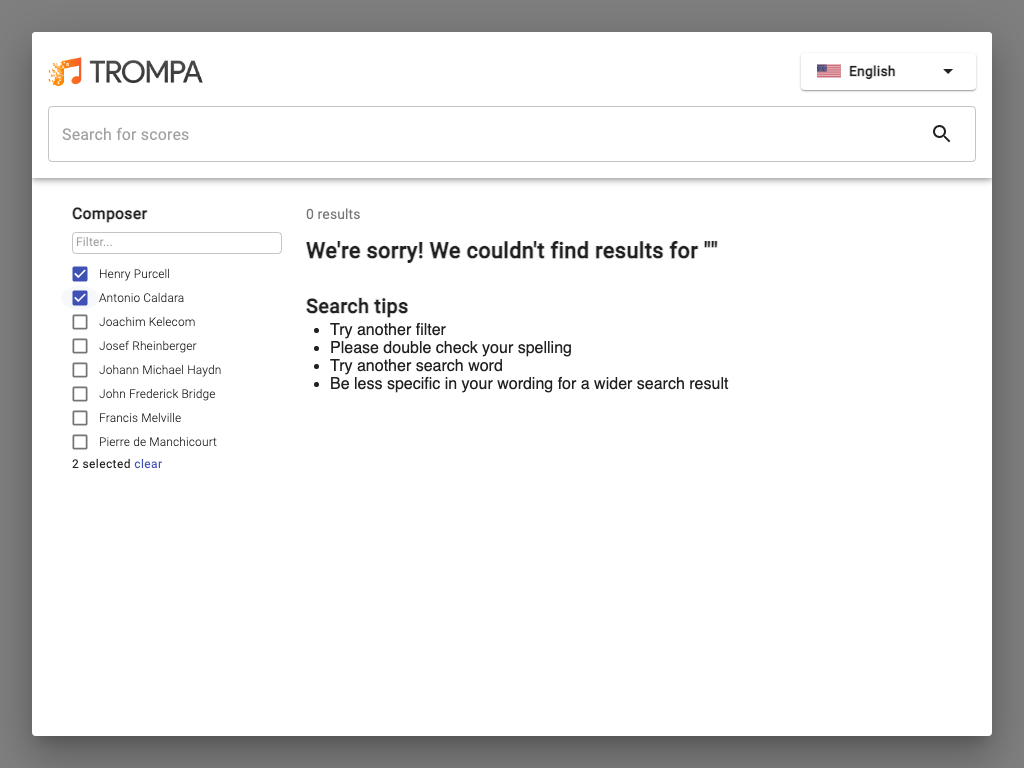 TROMPA
English
Search for scores
Composer
Filter...
Henry Purcell
Antonio Caldara
Joachim Kelecom
Josef Rheinberger
Johann Michael Haydn
John Frederick Bridge
Francis Melville
Pierre de Manchicourt
2 selected clear
0 results
We're sorry! We couldn't find results for ""
Search tips
Try another filter
Please double check your spelling
Try another search word
Be less specific in your wording for a wider search result